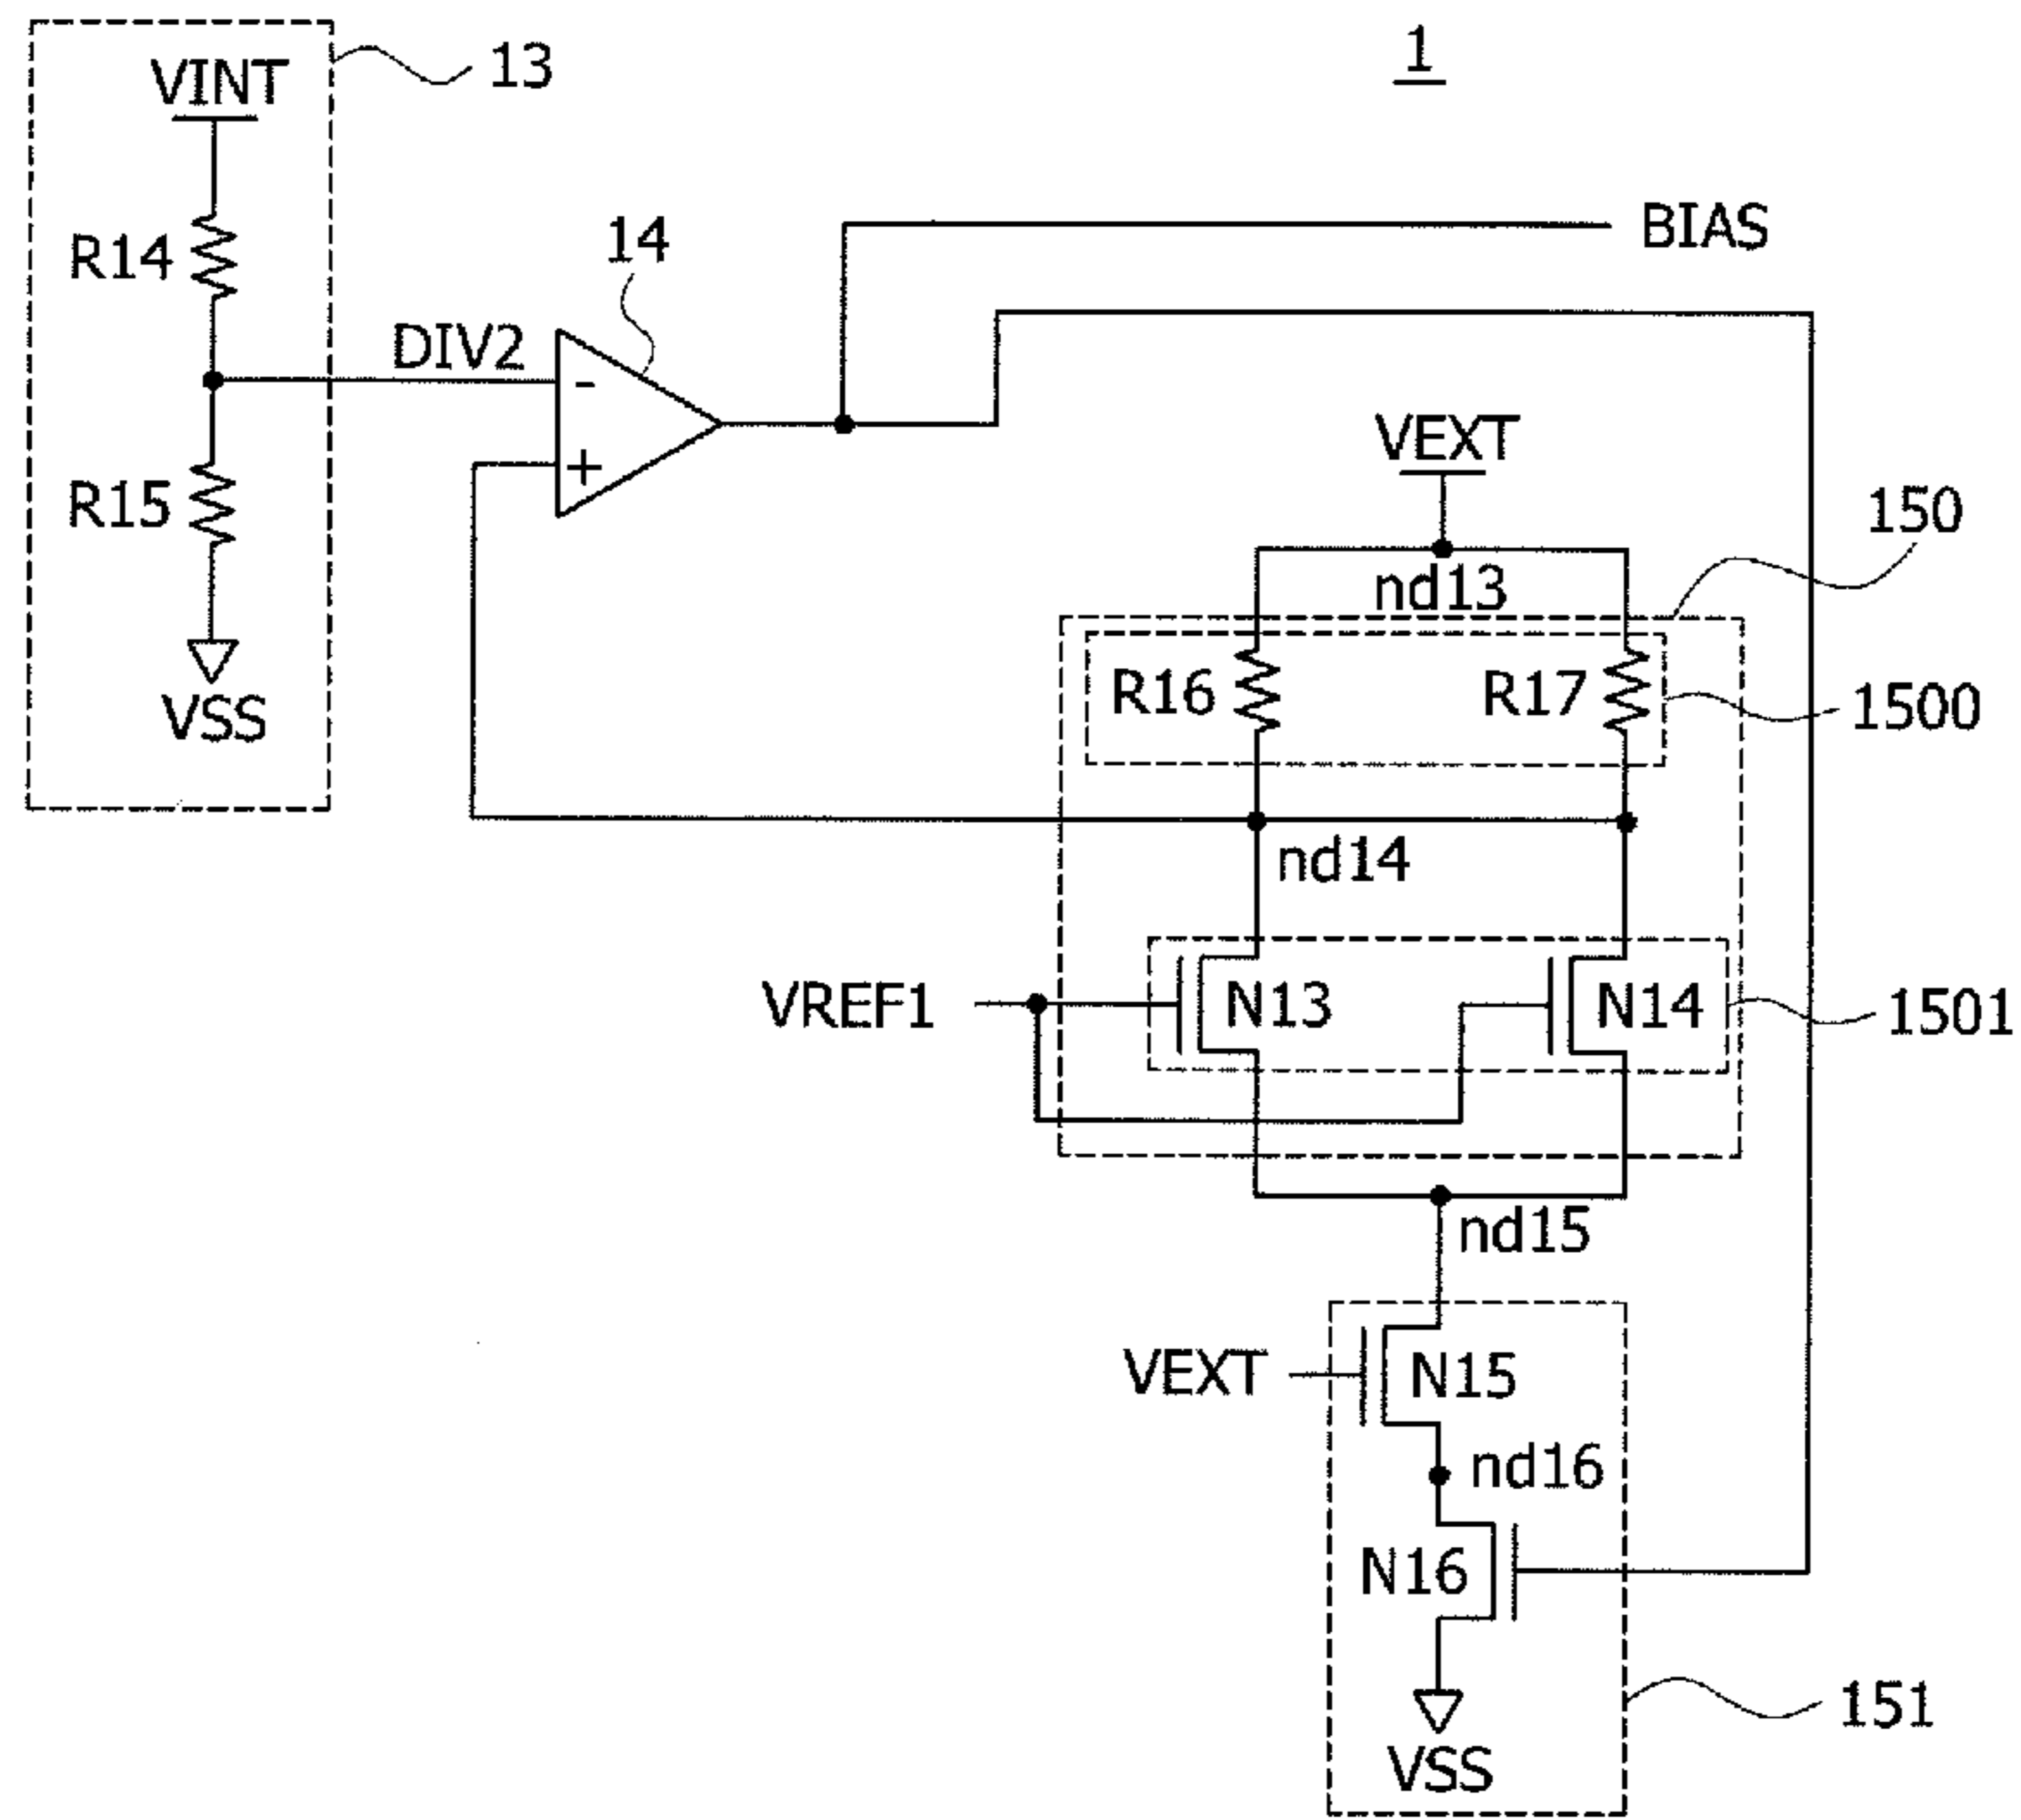 1
13
VINT
R14
14
BIAS
DIV2
-
+
R15
VSS
VEXT
150
nd13
R16
R17
1500
nd14
VREF1
N13
N14
1501
nd15
VEXT
N15
nd16
N16
151
VSS